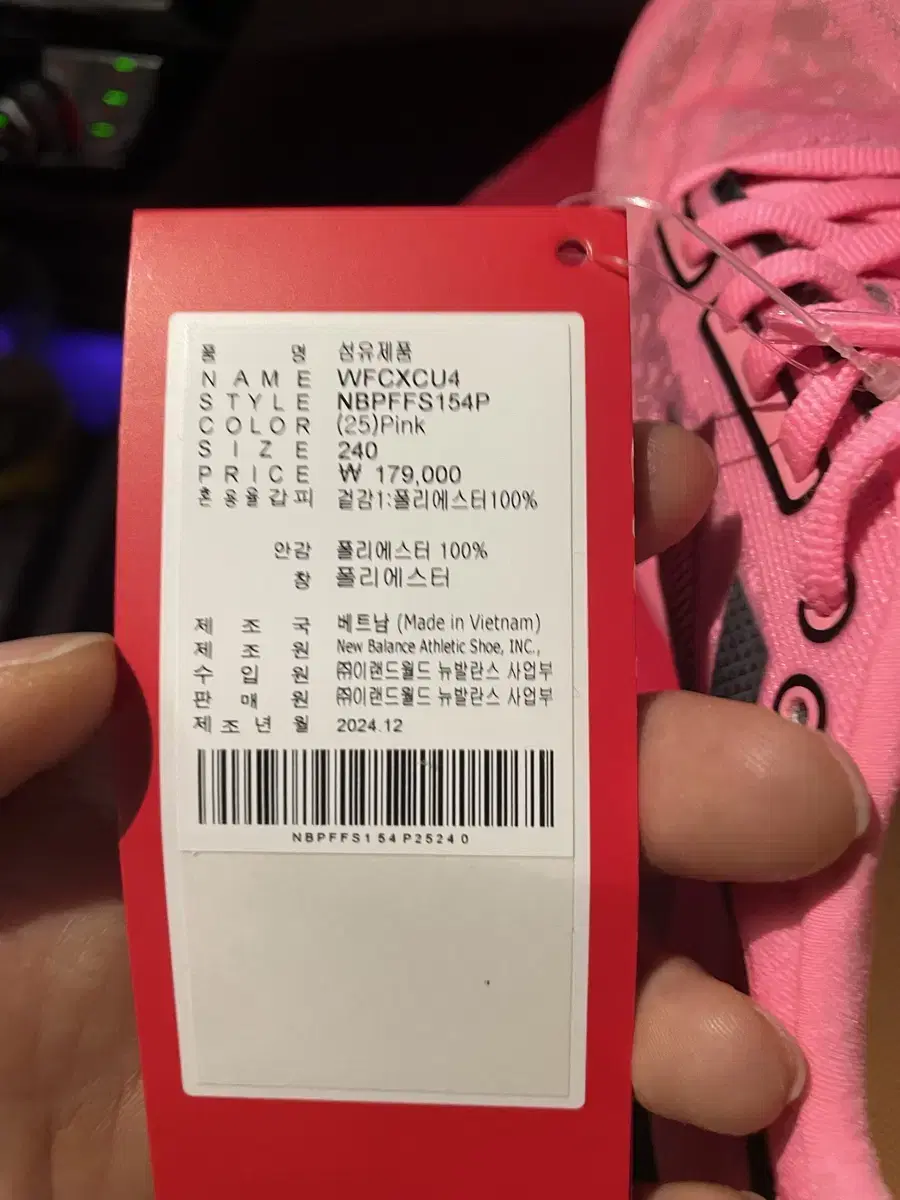 품 명 섬유제품
NAME WFCXCU4
STYLE NBPFFS154P
COLOR (25)Pink
SIZE 240
PRICE ₩ 179,000
혼용율갑피 겉감1:폴리에스터100%
안감 폴리에스터 100%
창 폴리에스터
제조국 베트남 (Made in Vietnam)
제조원 New Balance Athletic Shoe, INC.,
수입원 ㈜이랜드월드 뉴발란스 사업부
판매원 ㈜이랜드월드 뉴발란스 사업부
제조년월 2024.12
NBPFFS154P25240